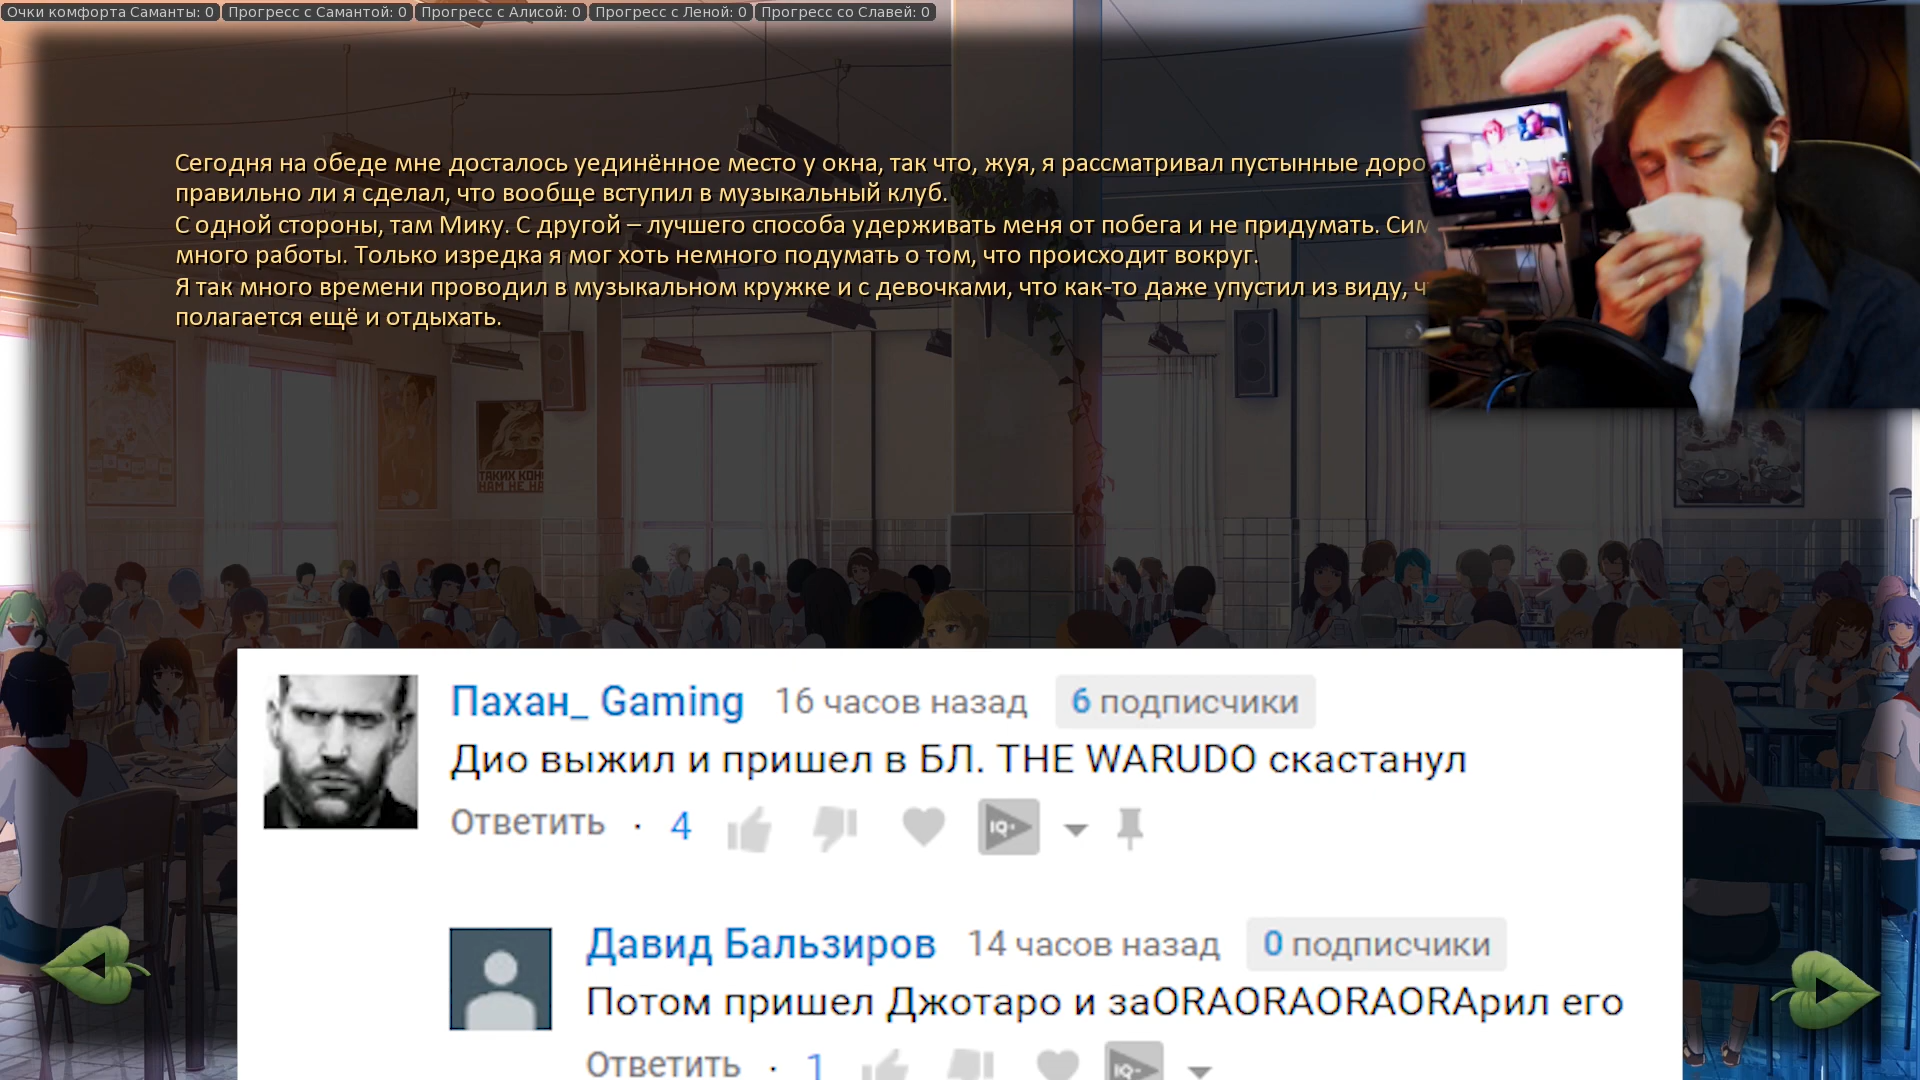 Очки комфорта Саманты: 0 Прогресс с Самантой: 0 Прогресс с Алисой: 0 Прогресс с Леной: 0 Прогресс со Славей: 0
Сегодня на обеде мне досталось уединённое место у окна, так что, жуя, я рассматривал пустынные
правильно ли я сделал, что вообще вступил в музыкальный клуб.
С одной стороны, там Мику. С другой – лучшего способа удерживать меня от побега и не придумать.
много работы. Только изредка я мог хоть немного подумать о том, что происходит вокруг.
Я так много времени проводил в музыкальном кружке и с девочками, что как-то даже упустил из виду,
полагается ещё и отдыхать.
ТАКИХ
НАМ НЕ
Пахан_ Gaming 16 часов назад 6 подписчики
Дио выжил и пришел в БЛ. THE WARUDO скастанул
Ответить · 4
IQ+
Давид Бальзиров 14 часов назад 0 подписчики
Потом пришел Джотаро и заORAORAORAORAрил его
Ответить · 1
IQ+